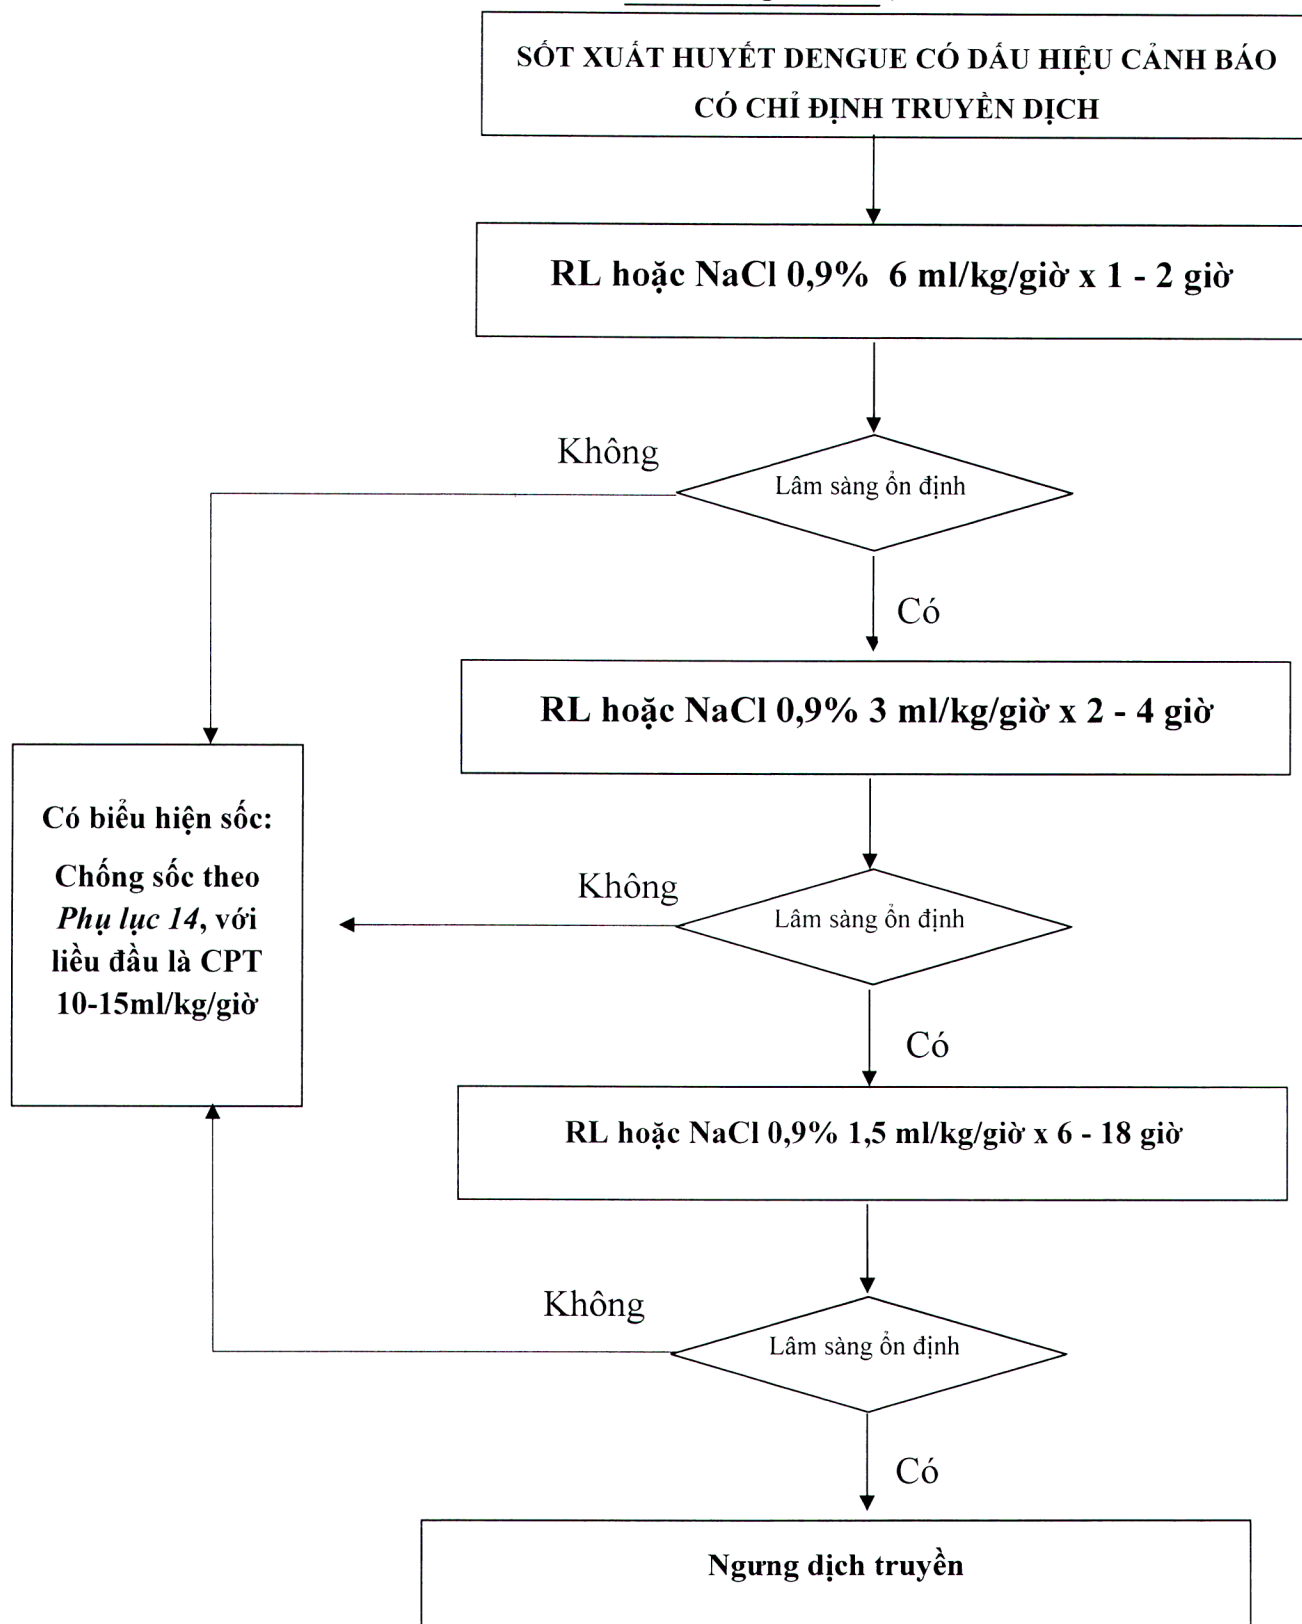 SỐT XUẤT HUYẾT DENGUE CÓ DẤU HIỆU CẢNH BÁO
CÓ CHỈ ĐỊNH TRUYỀN DỊCH
RL hoặc NaCl 0,9% 6 ml/kg/giờ x 1 - 2 giờ
Không
Lâm sàng ổn định
Có
RL hoặc NaCl 0,9% 3 ml/kg/giờ x 2 - 4 giờ
Có biểu hiện sốc:
Chống sốc theo
Phụ lục 14, với
liều đầu là CPT
10-15ml/kg/giờ
Không
Lâm sàng ổn định
Có
RL hoặc NaCl 0,9% 1,5 ml/kg/giờ x 6 - 18 giờ
Không
Lâm sàng ổn định
Có
Ngưng dịch truyền